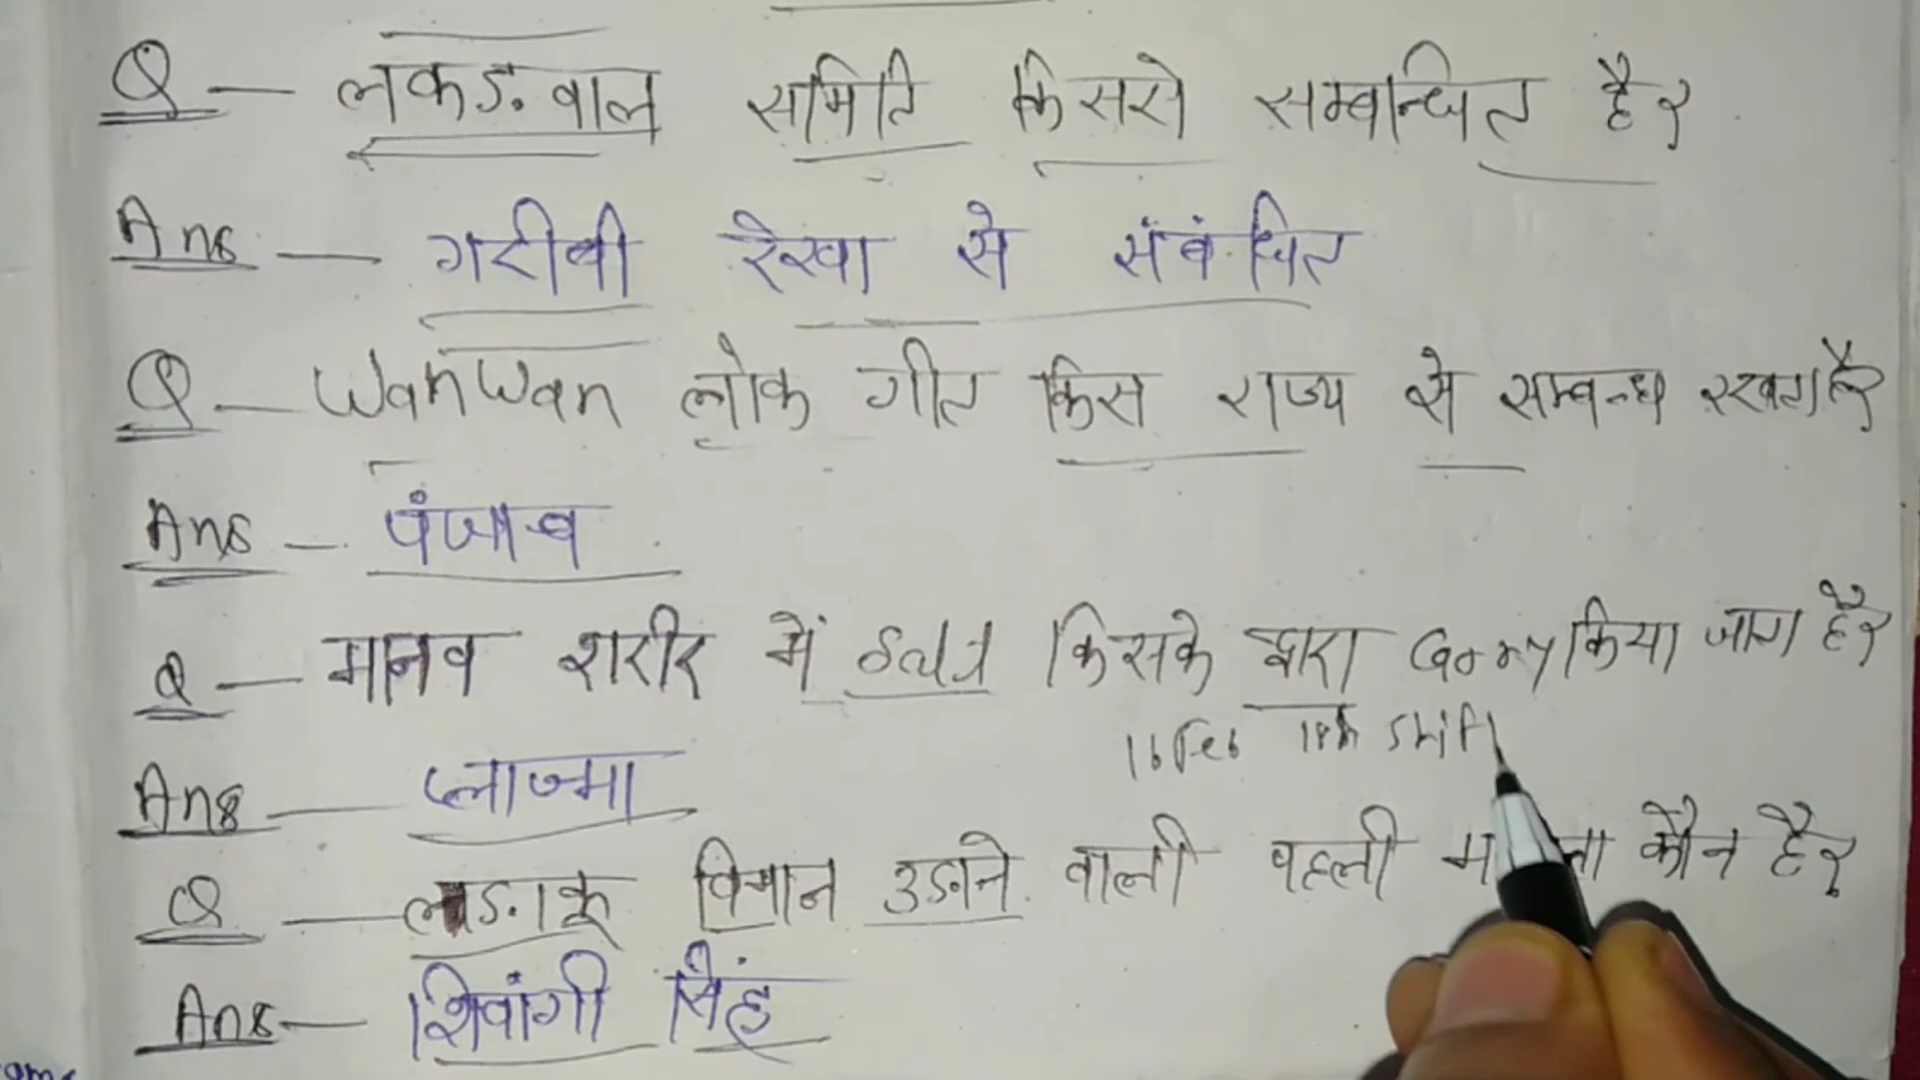 Q — लकड़वाल समिति किससे सम्बन्धित है?
Ans — गरीबी रेखा से संबंधित
Q — Wanwan लोक गीत किस राज्य से सम्बन्ध रखता है?
Ans — पंजाब
Q — मानव शरीर में Salt किसके द्वारा Carry किया जाता है?
16 Feb 1st Shift
Ans — प्लाज्मा
Q — लड़ाकू विमान उड़ाने वाली पहली कौन है?
Ans — शिवांगी सिंह